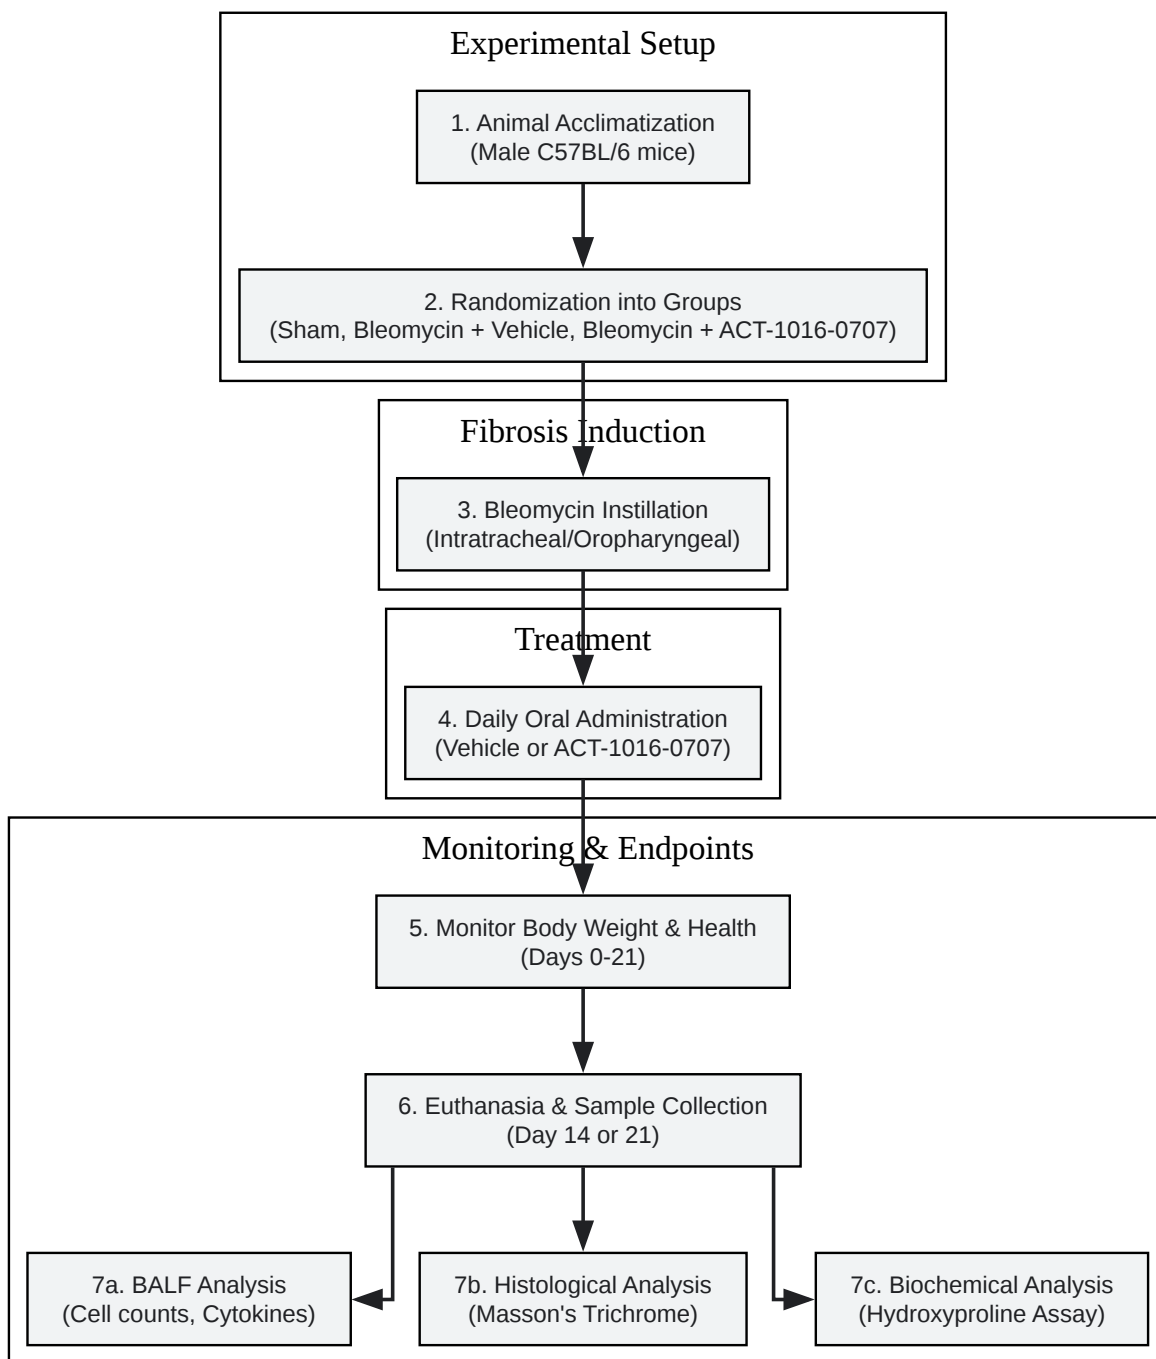 Experimental Setup
1. Animal Acclimatization
(Male C57BL/6 mice)
2. Randomization into Groups
(Sham, Bleomycin + Vehicle, Bleomycin + ACT-1016-0707)
Fibrosis Induction
3. Bleomycin Instillation
(Intratracheal/Oropharyngeal)
Treatment
4. Daily Oral Administration
(Vehicle or ACT-1016-0707)
Monitoring & Endpoints
5. Monitor Body Weight & Health
(Days 0-21)
6. Euthanasia & Sample Collection
(Day 14 or 21)
7a. BALF Analysis
(Cell counts, Cytokines)
7b. Histological Analysis
(Masson's Trichrome)
7c. Biochemical Analysis
(Hydroxyproline Assay)